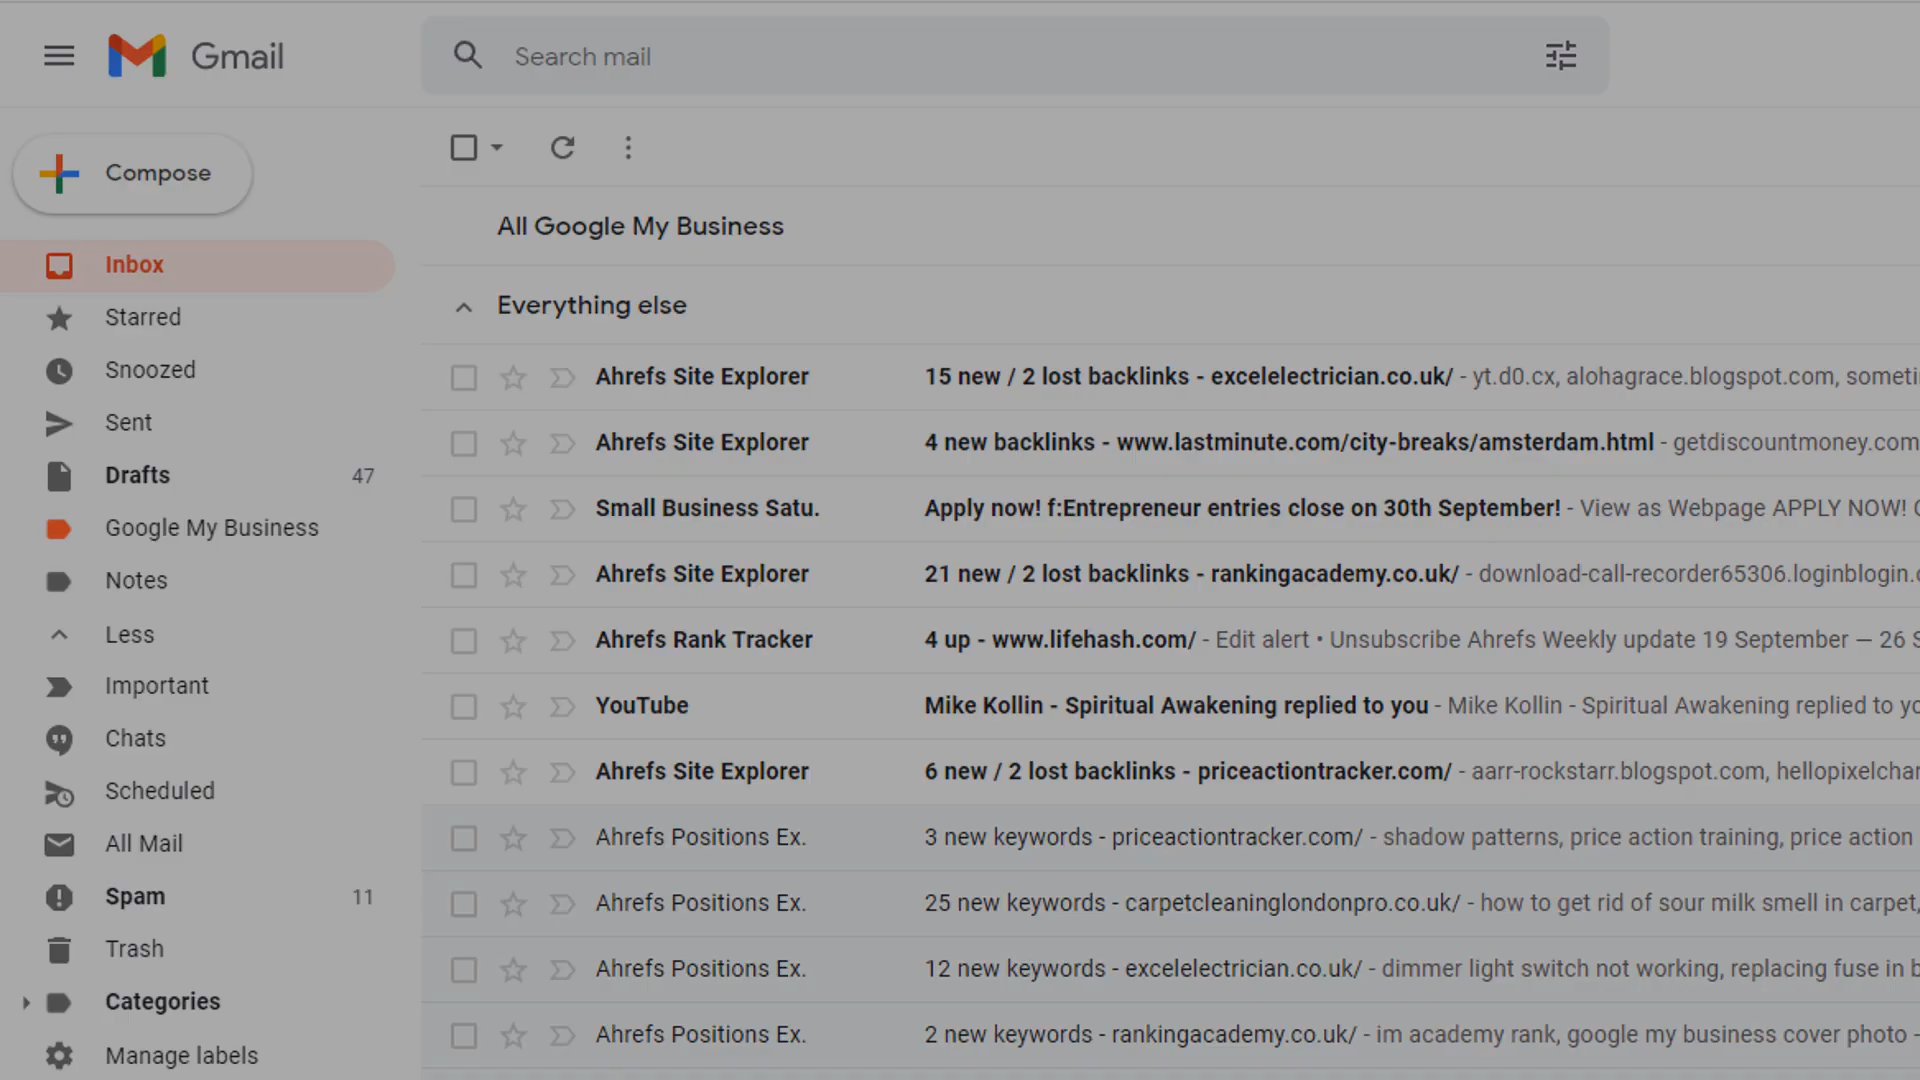 Gmail
Search mail
Compose
Inbox
Starred
Snoozed
Sent
Drafts 47
Google My Business
Notes
Less
Important
Chats
Scheduled
All Mail
Spam 11
Trash
Categories
Manage labels
All Google My Business
Everything else
Ahrefs Site Explorer 15 new / 2 lost backlinks - excelelectrician.co.uk/ - yt.d0.cx, alohagrace.blogspot.com, someti
Ahrefs Site Explorer 4 new backlinks - www.lastminute.com/city-breaks/amsterdam.html - getdiscountmoney.com
Small Business Satu. Apply now! f:Entrepreneur entries close on 30th September! - View as Webpage APPLY NOW!
Ahrefs Site Explorer 21 new / 2 lost backlinks - rankingacademy.co.uk/ - download-call-recorder65306.loginblogin.
Ahrefs Rank Tracker 4 up - www.lifehash.com/ - Edit alert • Unsubscribe Ahrefs Weekly update 19 September — 26 S
YouTube Mike Kollin - Spiritual Awakening replied to you - Mike Kollin - Spiritual Awakening replied to yo
Ahrefs Site Explorer 6 new / 2 lost backlinks - priceactiontracker.com/ - aarr-rockstarr.blogspot.com, hellopixelchar
Ahrefs Positions Ex. 3 new keywords - priceactiontracker.com/ - shadow patterns, price action training, price action
Ahrefs Positions Ex. 25 new keywords - carpetcleaninglondonpro.co.uk/ - how to get rid of sour milk smell in carpet,
Ahrefs Positions Ex. 12 new keywords - excelelectrician.co.uk/ - dimmer light switch not working, replacing fuse in b
Ahrefs Positions Ex. 2 new keywords - rankingacademy.co.uk/ - im academy rank, google my business cover photo -